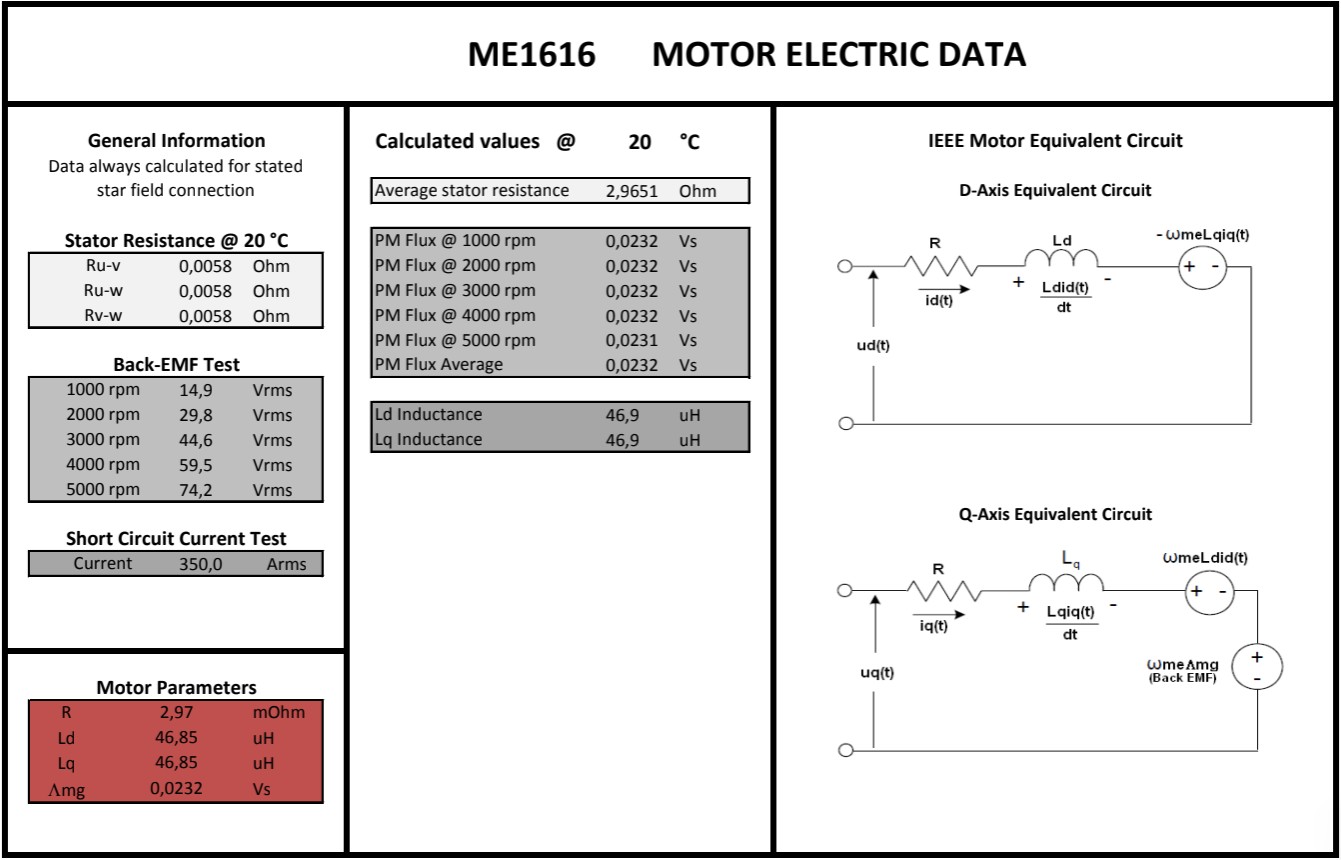 ME1616 MOTOR ELECTRIC DATA
General Information
Data always calculated for stated
star field connection
Stator Resistance @ 20 °C
Ru-v 0,0058 Ohm
Ru-w 0,0058 Ohm
Rv-w 0,0058 Ohm
Back-EMF Test
1000 rpm 14,9 Vrms
2000 rpm 29,8 Vrms
3000 rpm 44,6 Vrms
4000 rpm 59,5 Vrms
5000 rpm 74,2 Vrms
Short Circuit Current Test
Current 350,0 Arms
Motor Parameters
R 2,97 mOhm
Ld 46,85 uH
Lq 46,85 uH
Λmg 0,0232 Vs
Calculated values @ 20 °C
Average stator resistance 2,9651 Ohm
PM Flux @ 1000 rpm 0,0232 Vs
PM Flux @ 2000 rpm 0,0232 Vs
PM Flux @ 3000 rpm 0,0232 Vs
PM Flux @ 4000 rpm 0,0232 Vs
PM Flux @ 5000 rpm 0,0231 Vs
PM Flux Average 0,0232 Vs
Ld Inductance 46,9 uH
Lq Inductance 46,9 uH
IEEE Motor Equivalent Circuit
D-Axis Equivalent Circuit
R Ld -ωmeLqiq(t)
+ - + -
id(t) Ldid(t)
dt
ud(t)
Q-Axis Equivalent Circuit
R Lq ωmeLdid(t)
+ - + -
iq(t) Lqiq(t)
dt
uq(t)
ωmeΛmg + 
(Back EMF) -